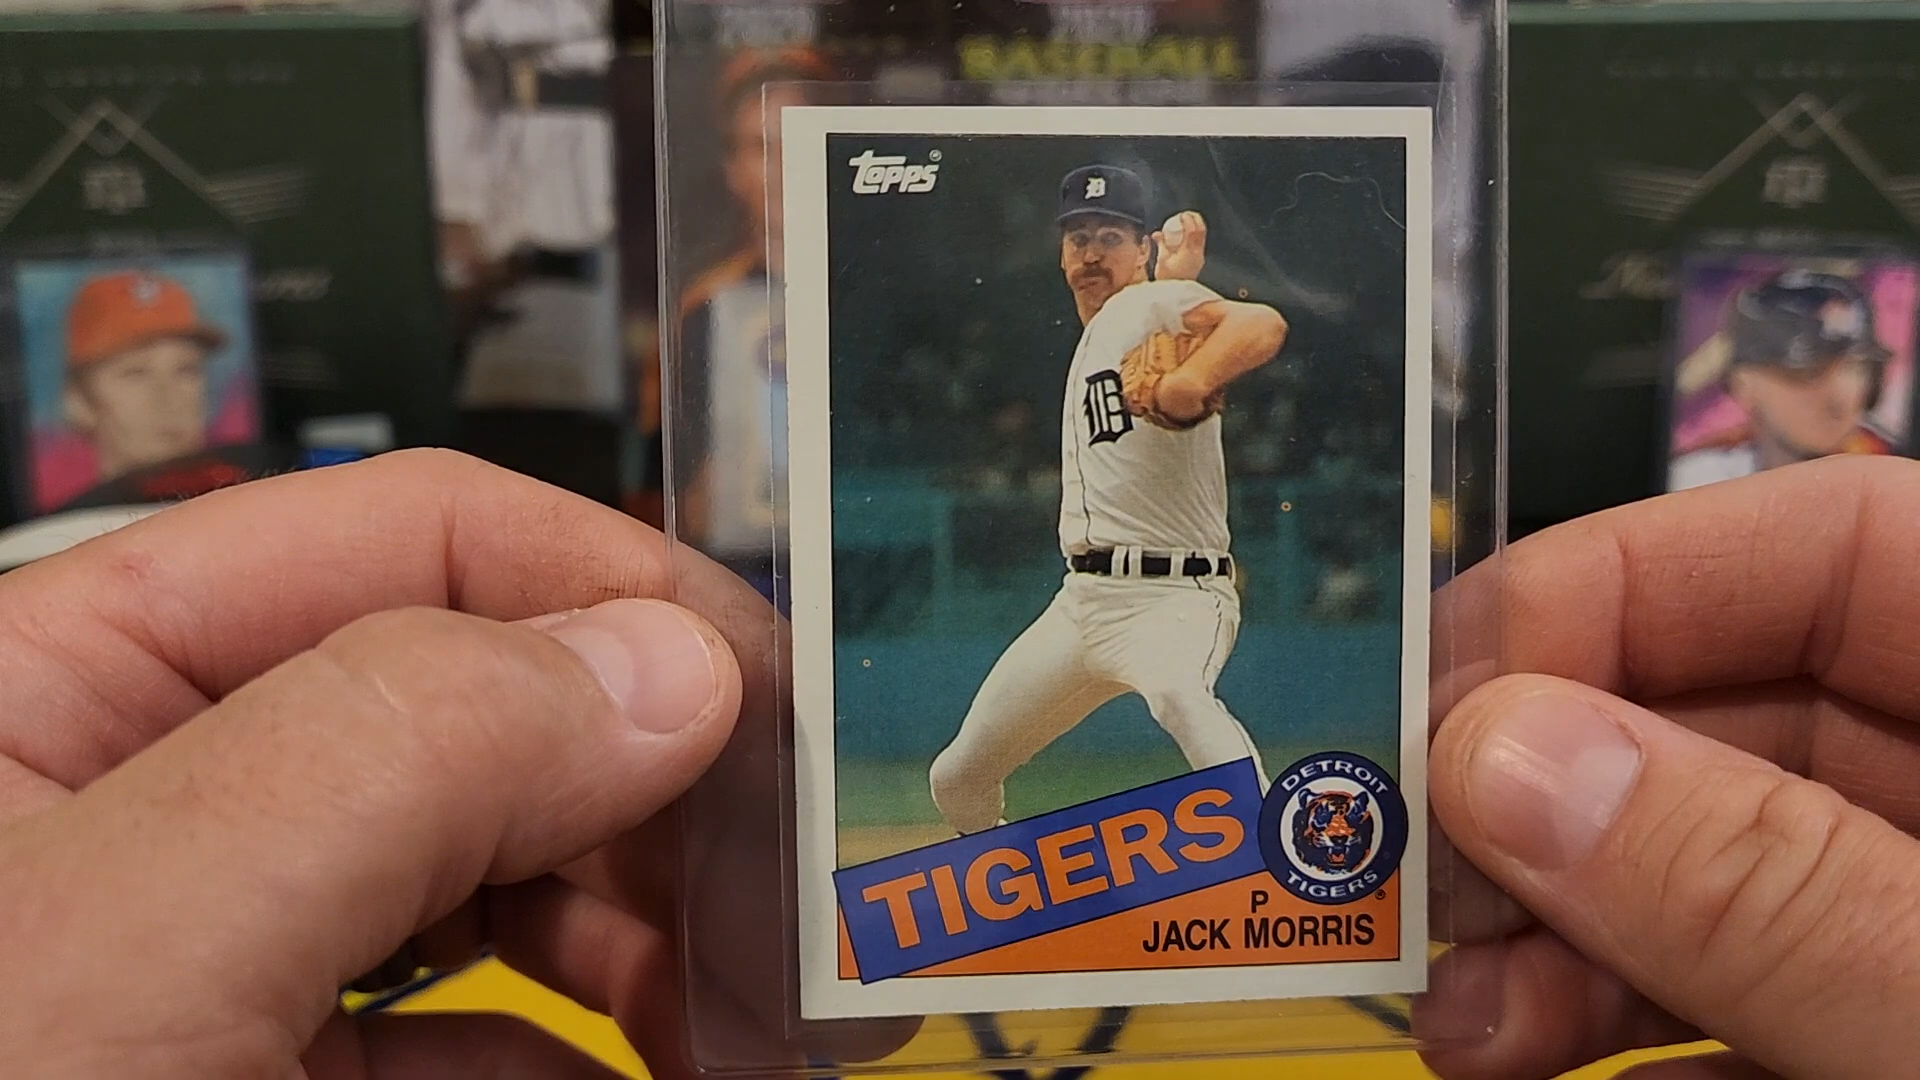 BASEBALL
topps
D
D
TIGERS
DETROIT
TIGERS
P
JACK MORRIS